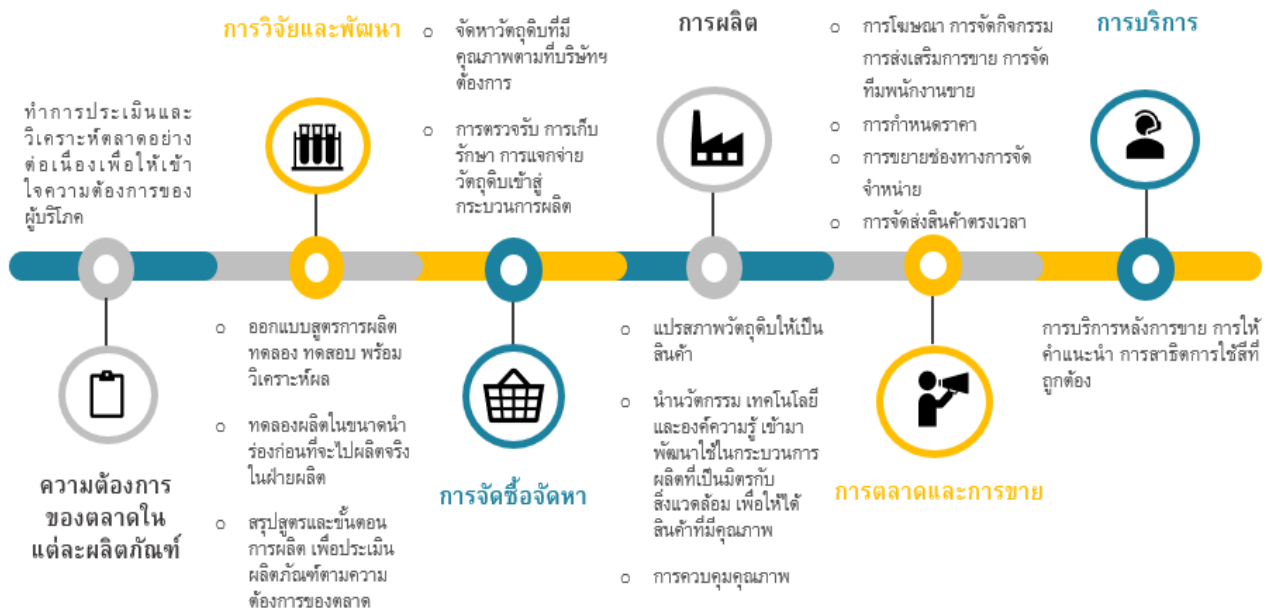 ทำการประเมินและ
วิเคราะห์ตลาดอย่าง
ต่อเนื่องเพื่อให้เข้า
ใจความต้องการของ
ผู้บริโภค
ความต้องการ
ของตลาดใน
แต่ละผลิตภัณฑ์
การวิจัยและพัฒนา
o ออกแบบสูตรการผลิต
ทดลอง ทดสอบ พร้อม
วิเคราะห์ผล
o ทดลองผลิตในขนาดนำ
ร่องก่อนที่จะไปผลิตจริง
ในฝ่ายผลิต
o สรุปสูตรและขั้นตอน
การผลิต เพื่อประเมิน
ผลิตภัณฑ์ตามความ
ต้องการของตลาด
o จัดหาวัตถุดิบที่มี
คุณภาพตามที่บริษัทฯ
ต้องการ
o การตรวจรับ การเก็บ
รักษา การแจกจ่าย
วัตถุดิบเข้าสู่
กระบวนการผลิต
การจัดซื้อจัดหา
การผลิต
o แปรสภาพวัตถุดิบให้เป็น
สินค้า
o นำนวัตกรรม เทคโนโลยี
และองค์ความรู้ เข้ามา
พัฒนาใช้ในกระบวนการ
ผลิตที่เป็นมิตรกับ
สิ่งแวดล้อม เพื่อให้ได้
สินค้าที่มีคุณภาพ
o การควบคุมคุณภาพ
o การโฆษณา การจัดกิจกรรม
การส่งเสริมการขาย การจัด
ทีมพนักงานขาย
o การกำหนดราคา
o การขยายช่องทางการจัด
จำหน่าย
o การจัดส่งสินค้าตรงเวลา
การตลาดและการขาย
การบริการ
การบริการหลังการขาย การให้
คำแนะนำ การสาธิตการใช้สีที่
ถูกต้อง